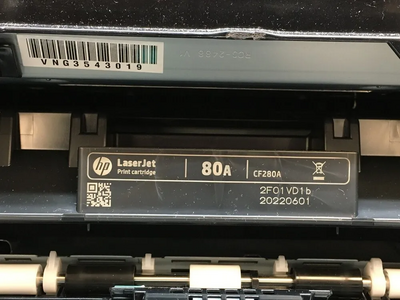 VNG3543019
hp LaserJet
Print cartridge
80A
CF280A
2F01VD1b
20220601